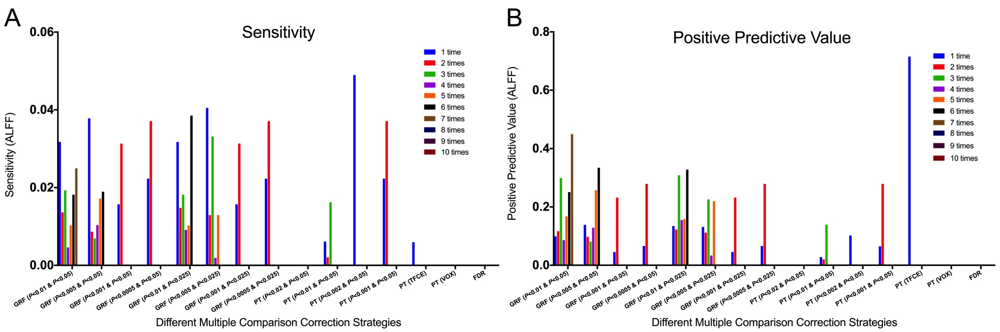 A
Sensitivity
Sensitivity (ALFF)
0.06
0.04
0.02
0.00
1 time
2 times
3 times
4 times
5 times
6 times
7 times
8 times
9 times
10 times
GRF (P<0.01 & P<0.05)
GRF (P<0.005 & P<0.05)
GRF (P<0.001 & P<0.05)
GRF (P<0.0005 & P<0.05)
GRF (P<0.01 & P<0.025)
GRF (P<0.005 & P<0.025)
GRF (P<0.001 & P<0.025)
GRF (P<0.0005 & P<0.025)
PT (P<0.02 & P<0.05)
PT (P<0.01 & P<0.05)
PT (P<0.002 & P<0.05)
PT (P<0.001 & P<0.05)
PT (TFCE)
PT (VOX)
FDR
Different Multiple Comparison Correction Strategies
B
Positive Predictive Value
Positive Predictive Value (ALFF)
0.8
0.6
0.4
0.2
0.0
1 time
2 times
3 times
4 times
5 times
6 times
7 times
8 times
9 times
10 times
GRF (P<0.01 & P<0.05)
GRF (P<0.005 & P<0.05)
GRF (P<0.001 & P<0.05)
GRF (P<0.0005 & P<0.05)
GRF (P<0.01 & P<0.025)
GRF (P<0.005 & P<0.025)
GRF (P<0.001 & P<0.025)
GRF (P<0.0005 & P<0.025)
PT (P<0.02 & P<0.05)
PT (P<0.01 & P<0.05)
PT (P<0.002 & P<0.05)
PT (P<0.001 & P<0.05)
PT (TFCE)
PT (VOX)
FDR
Different Multiple Comparison Correction Strategies